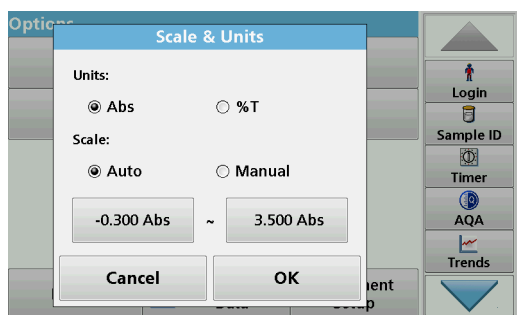 Options
Scale & Units
Units:
Abs
%T
Scale:
Auto
Manual
-0.300 Abs ~ 3.500 Abs
Cancel
OK
Login
Sample ID
Timer
AQA
Trends